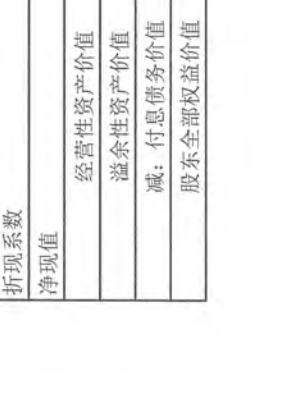 折现系数
净现值
经营性资产价值
溢余性资产价值
减：付息债务价值
股东全部权益价值